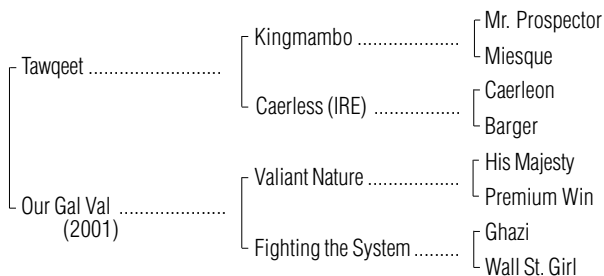 Mr. Prospector
Kingmambo ....................
Miesque
Tawqeet ........................
Caerleon
Caerless (IRE) ...............
Barger
His Majesty
Valiant Nature ..................
Premium Win
Our Gal Val ...................
(2001)
Ghazi
Fighting the System .........
Wall St. Girl